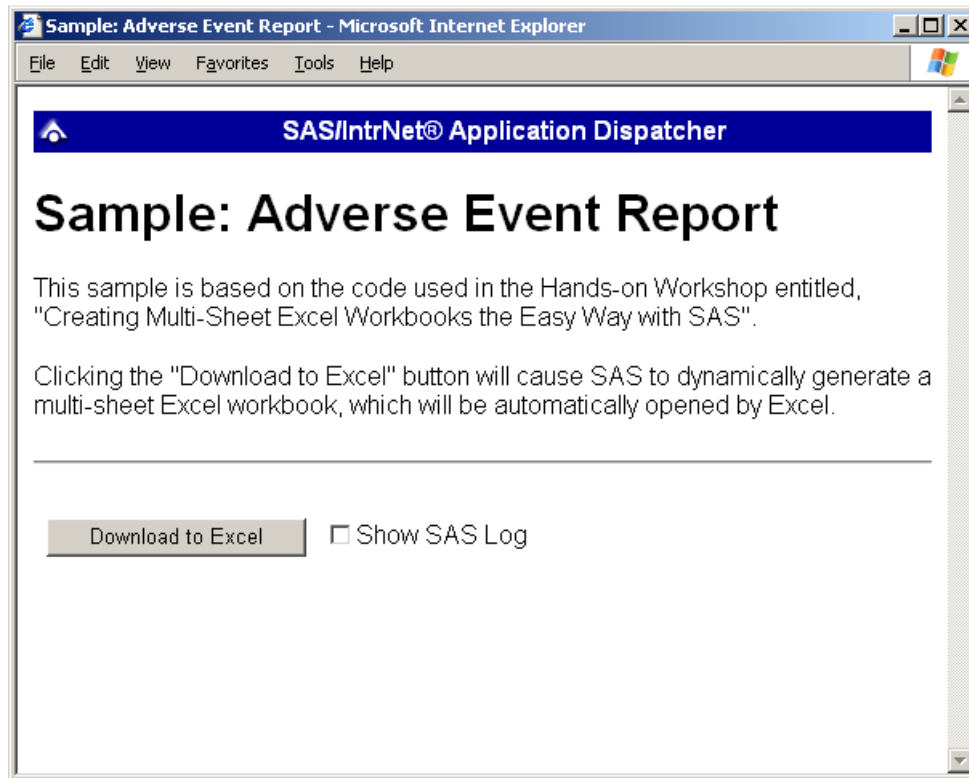 Sample: Adverse Event Report - Microsoft Internet Explorer
File Edit View Favorites Tools Help
SAS/IntrNet® Application Dispatcher
Sample: Adverse Event Report
This sample is based on the code used in the Hands-on Workshop entitled,
"Creating Multi-Sheet Excel Workbooks the Easy Way with SAS".
Clicking the "Download to Excel" button will cause SAS to dynamically generate a
multi-sheet Excel workbook, which will be automatically opened by Excel.
Download to Excel Show SAS Log